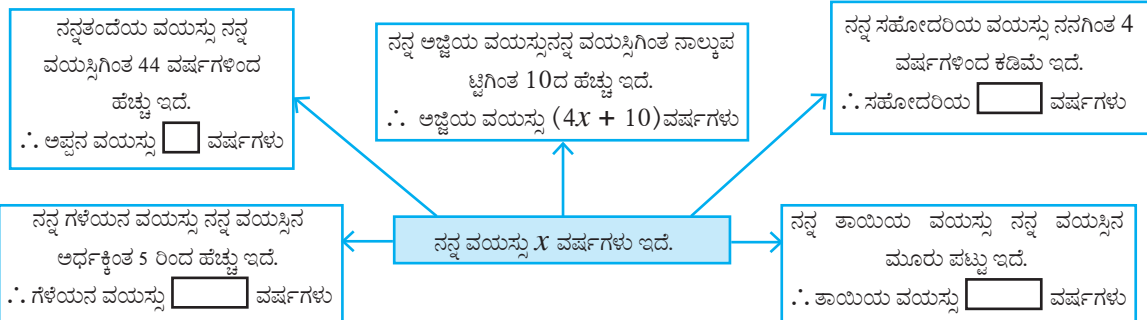 ನನ್ನತಂದೆಯ ವಯಸ್ಸು ನನ್ನ
ವಯಸ್ಸಿಗಿಂತ 44 ವರ್ಷಗಳಿಂದ
ಹೆಚ್ಚು ಇದೆ.
∴ ಅಪ್ಪನ ವಯಸ್ಸು ವರ್ಷಗಳು
ನನ್ನ ಅಜ್ಜಿಯ ವಯಸ್ಸುನನ್ನ ವಯಸ್ಸಿಗಿಂತ ನಾಲ್ಕುಪ
ಟ್ಟಿಗಿಂತ 10ದ ಹೆಚ್ಚು ಇದೆ.
∴ ಅಜ್ಜಿಯ ವಯಸ್ಸು (4x + 10)ವರ್ಷಗಳು
ನನ್ನ ಸಹೋದರಿಯ ವಯಸ್ಸು ನನಗಿಂತ 4
ವರ್ಷಗಳಿಂದ ಕಡಿಮೆ ಇದೆ.
∴ ಸಹೋದರಿಯ ವರ್ಷಗಳು
ನನ್ನ ಗಳೆಯನ ವಯಸ್ಸು ನನ್ನ ವಯಸ್ಸಿನ
ಅರ್ಧಕ್ಕಿಂತ 5 ರಿಂದ ಹೆಚ್ಚು ಇದೆ.
∴ ಗೆಳೆಯನ ವಯಸ್ಸು ವರ್ಷಗಳು
ನನ್ನ ವಯಸ್ಸು x ವರ್ಷಗಳು ಇದೆ.
ನನ್ನ ತಾಯಿಯ ವಯಸ್ಸು ನನ್ನ ವಯಸ್ಸಿನ
ಮೂರು ಪಟ್ಟು ಇದೆ.
∴ ತಾಯಿಯ ವಯಸ್ಸು ವರ್ಷಗಳು